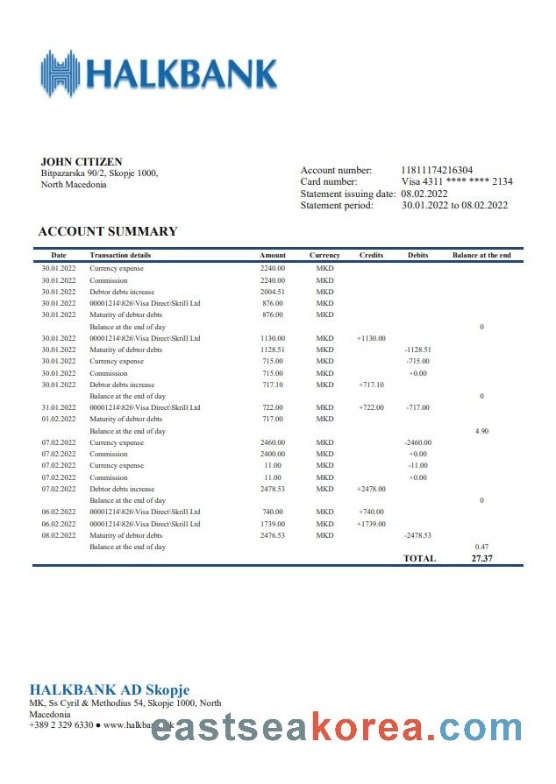 HALKBANK
JOHN CITIZEN
Bitpazarska 90/2, Skopje 1000,
North Macedonia
Account number: 11811174216304
Card number: Visa 4311 **** **** 2134
Statement issuing date: 08.02.2022
Statement period: 30.01.2022 to 08.02.2022
ACCOUNT SUMMARY
Date Transaction details Amount Currency Credits Debits Balance at the end
30.01.2022 Currency expense 2240.00 MKD
30.01.2022 Commission 2240.00 MKD
30.01.2022 Debtor debts increase 2004.51 MKD
30.01.2022 00001214\826\Visa Direct\Skrill Ltd 876.00 MKD
30.01.2022 Maturity of debtor debts 876.00 MKD
Balance at the end of day 0
30.01.2022 00001214\826\Visa Direct\Skrill Ltd 1130.00 MKD +1130.00
30.01.2022 Maturity of debtor debts 1128.51 MKD -1128.51
30.01.2022 Currency expense 715.00 MKD -715.00
30.01.2022 Commission 715.00 MKD +0.00
30.01.2022 Debtor debts increase 717.10 MKD +717.10
Balance at the end of day 0
31.01.2022 00001214\826\Visa Direct\Skrill Ltd 722.00 MKD +722.00 -717.00
01.02.2022 Maturity of debtor debts 717.00 MKD
Balance at the end of day 4.90
07.02.2022 Currency expense 2460.00 MKD -2460.00
07.02.2022 Commission 2400.00 MKD +0.00
07.02.2022 Currency expense 11.00 MKD -11.00
07.02.2022 Commission 11.00 MKD +0.00
07.02.2022 Debtor debts increase 2478.53 MKD +2478.00
Balance at the end of day 0
06.02.2022 00001214\826\Visa Direct\Skrill Ltd 740.00 MKD +740.00
06.02.2022 00001214\826\Visa Direct\Skrill Ltd 1739.00 MKD +1739.00
08.02.2022 Maturity of debtor debts 2476.53 MKD -2478.53
Balance at the end of day 0.47
TOTAL 27.37
HALKBANK AD Skopje
MK, Ss Cyril & Methodius 54, Skopje 1000, North
Macedonia
+389 2 329 6330 ● www.halkbank.mk
eastseakorea.com